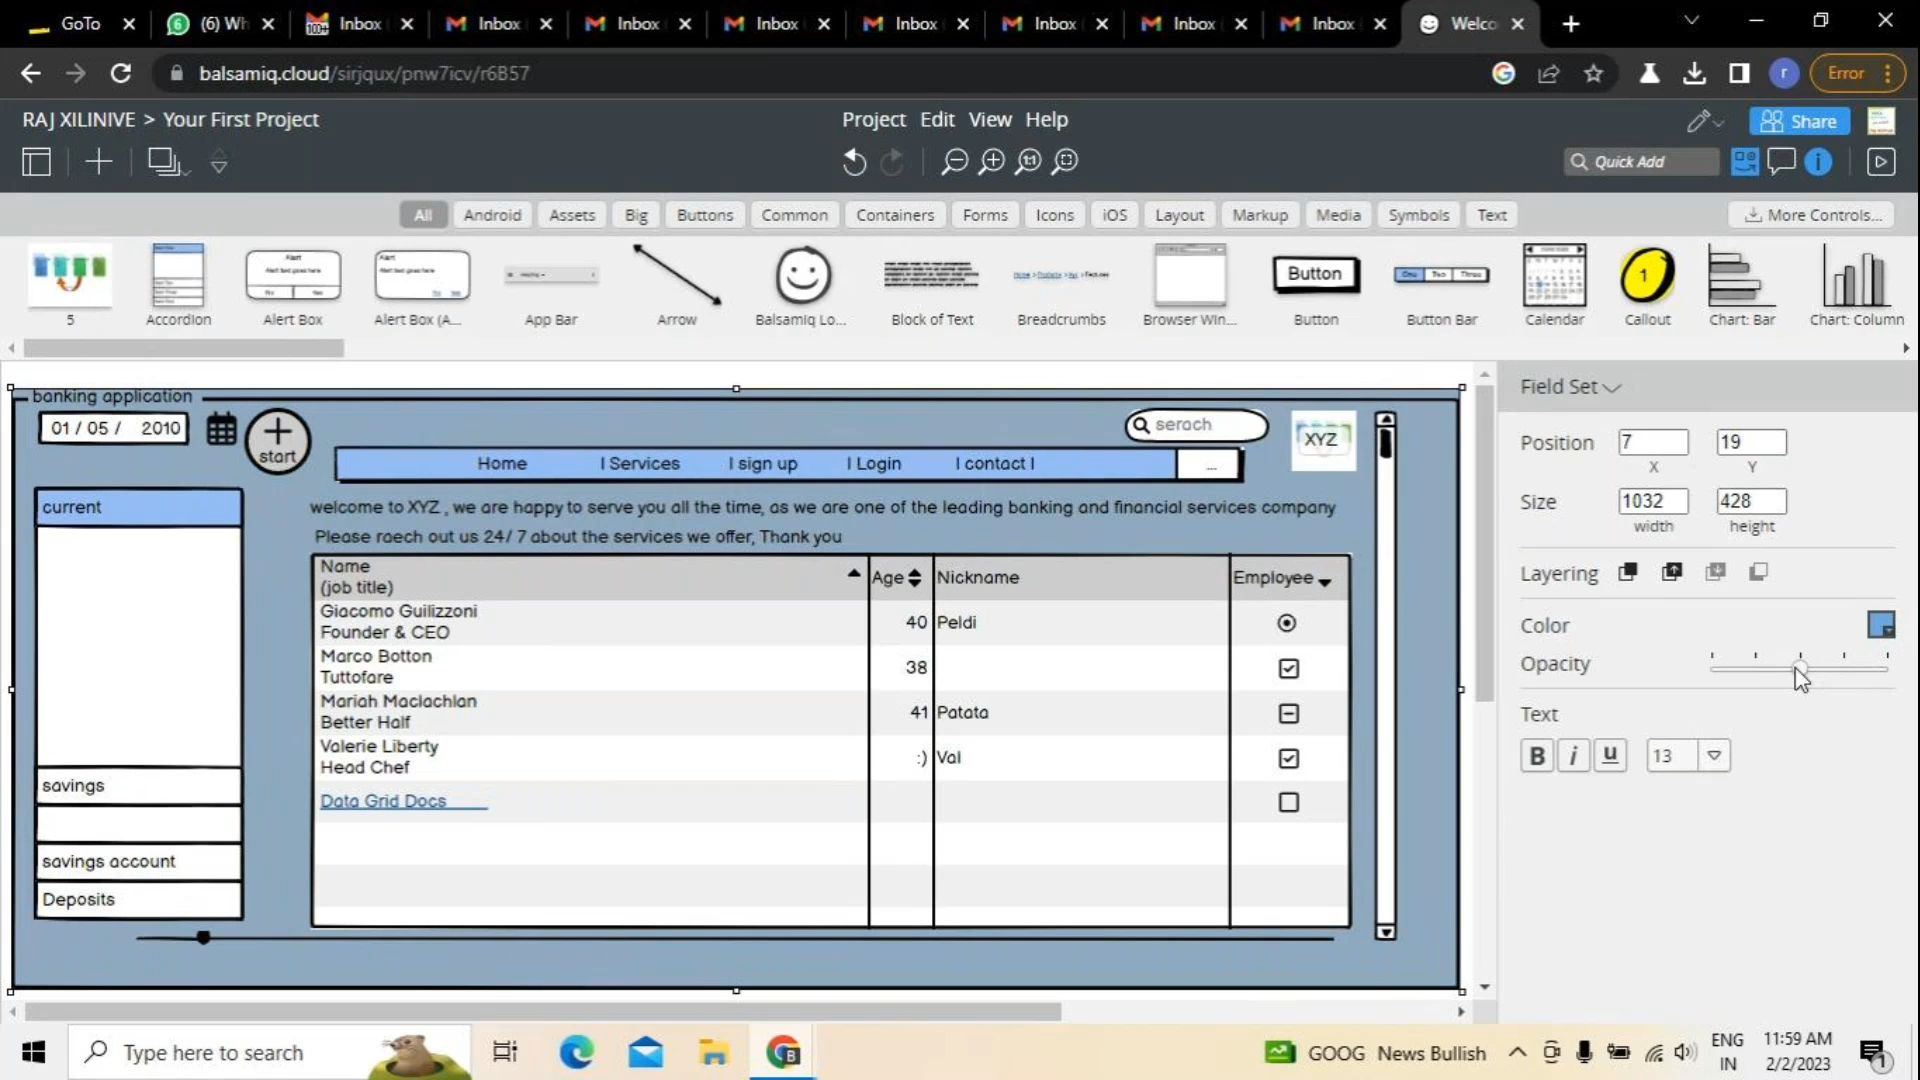 GoTo
(6) Wh
100+
Inbox
Inbox
Inbox
Inbox
Inbox
Inbox
Inbox
Inbox
Welco
balsamiq.cloud/sirjqux/pnw7icv/r6B57
r
Error
RAJ XILINIVE > Your First Project
Project Edit View Help
Share
1:1
Quick Add
All Android Assets Big Buttons Common Containers Forms Icons iOS Layout Markup Media Symbols Text
More Controls...
Button
One Two Three
1
5
Accordion
Alert Box
Alert Box (A...
App Bar
Arrow
Balsamiq Lo...
Block of Text
Breadcrumbs
Browser Win...
Button
Button Bar
Calendar
Callout
Chart: Bar
Chart: Column
banking application
01 / 05 / 2010
start
serach
XYZ
Home | Services | sign up | Login | contact |
...
current
savings
savings account
Deposits
welcome to XYZ , we are happy to serve you all the time, as we are one of the leading banking and financial services company
Please raech out us 24/ 7 about the services we offer, Thank you
Name
(job title)
Age
Nickname
Employee
Giacomo Guilizzoni
Founder & CEO
40
Peldi
Marco Botton
Tuttofare
38
Mariah Maclachlan
Better Half
41
Patata
Valerie Liberty
Head Chef
:)
Val
Data Grid Docs
Field Set
Position 7 19
X Y
Size 1032 428
width height
Layering
Color
Opacity
Text
B i U 13
Type here to search
GOOG News Bullish
ENG
IN
11:59 AM
2/2/2023
1